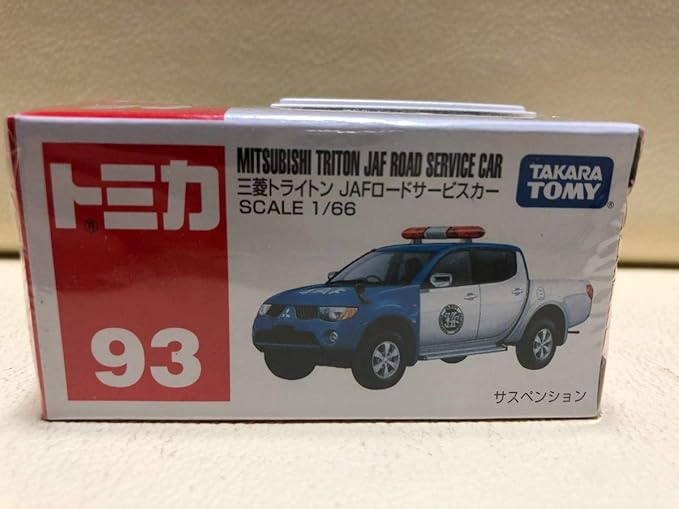 トミカ
®
93
MITSUBISHI TRITON JAF ROAD SERVICE CAR
三菱トライトン JAFロードサービスカー
SCALE 1/66
TAKARA
TOMY
®
JAF
サスペンション